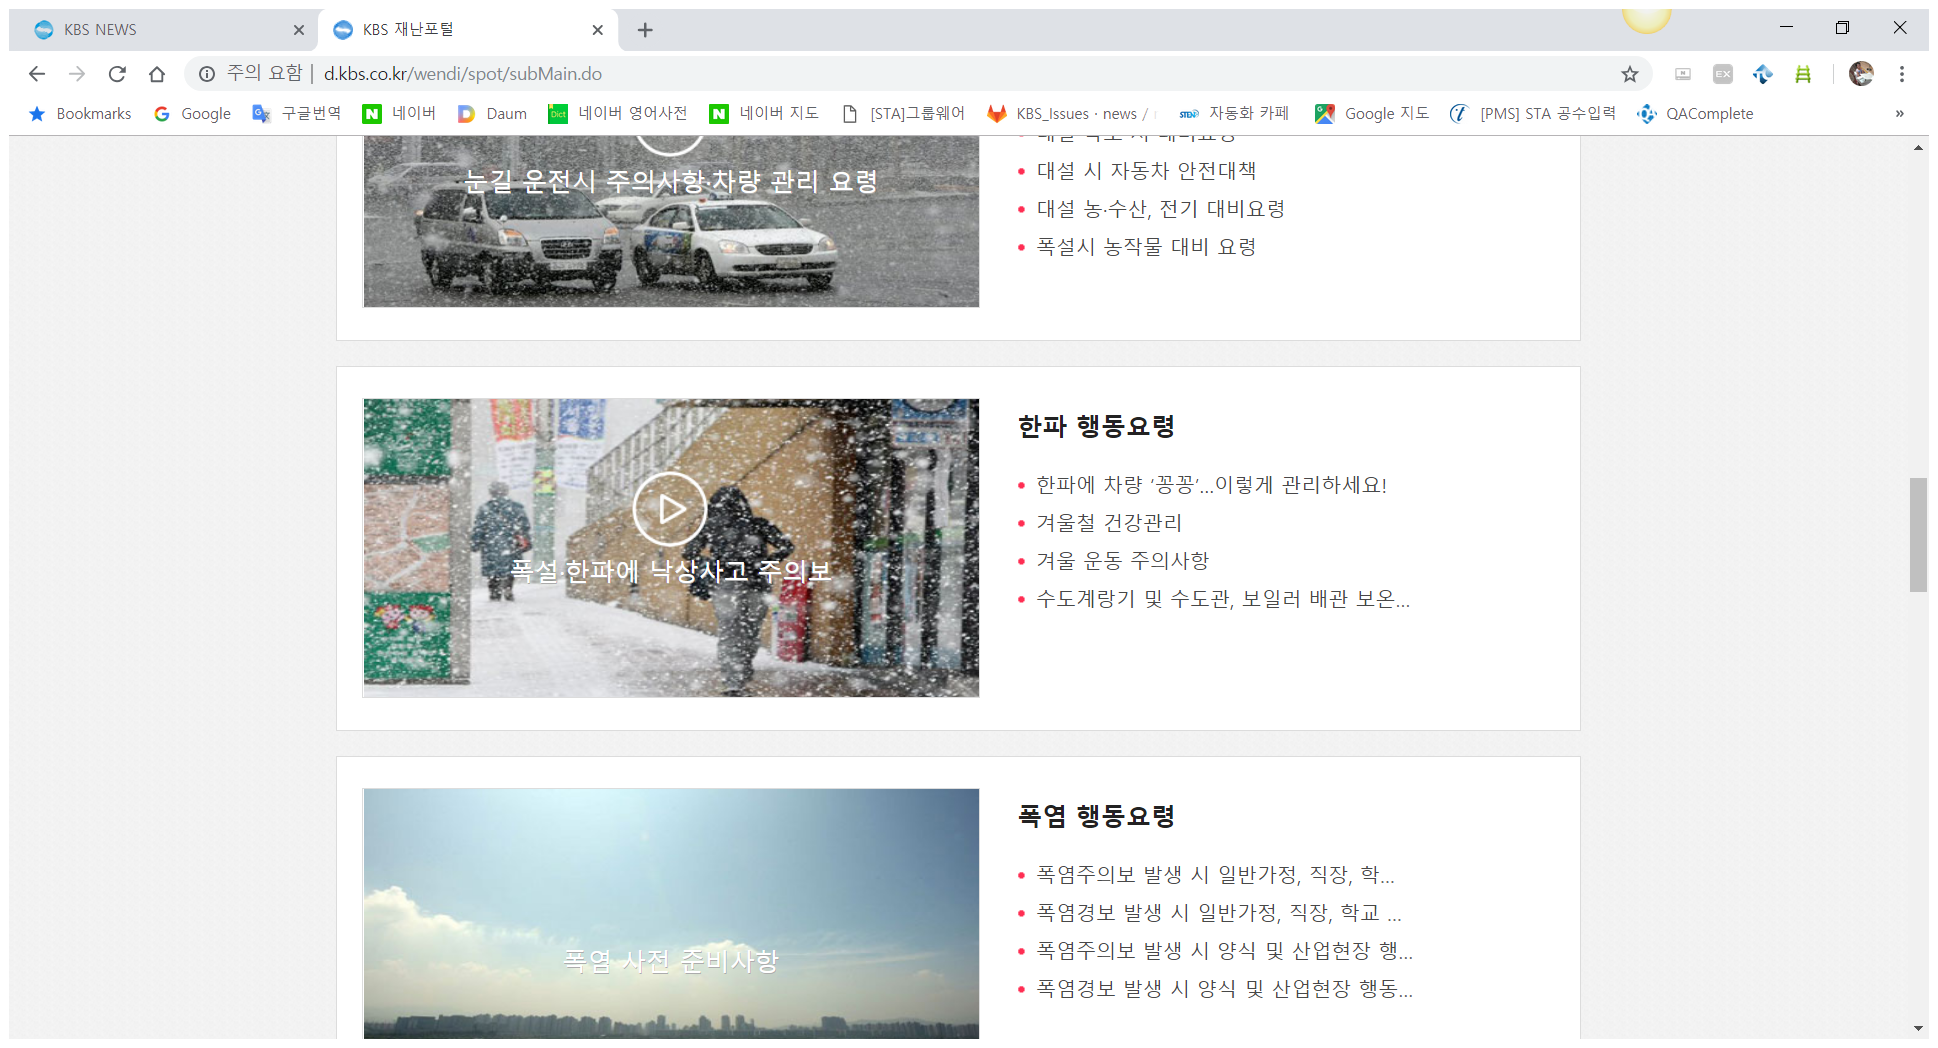 KBS NEWS
KBS 재난포털
주의 요함 | d.kbs.co.kr/wendi/spot/subMain.do
EX
Bookmarks
Google
구글번역
네이버
Daum
네이버 영어사전
네이버 지도
[STA]그룹웨어
KBS_Issues · news /
자동화 카페
Google 지도
[PMS] STA 공수입력
QAComplete
»
눈길 운전시 주의사항·차량 관리 요령
대설 시 자동차 안전대책
대설 농·수산, 전기 대비요령
폭설시 농작물 대비 요령
폭설·한파에 낙상사고 주의보
한파 행동요령
한파에 차량 ‘꽁꽁’...이렇게 관리하세요!
겨울철 건강관리
겨울 운동 주의사항
수도계량기 및 수도관, 보일러 배관 보온...
폭염 사전 준비사항
폭염 행동요령
폭염주의보 발생 시 일반가정, 직장, 학...
폭염경보 발생 시 일반가정, 직장, 학교 ...
폭염주의보 발생 시 양식 및 산업현장 행...
폭염경보 발생 시 양식 및 산업현장 행동...